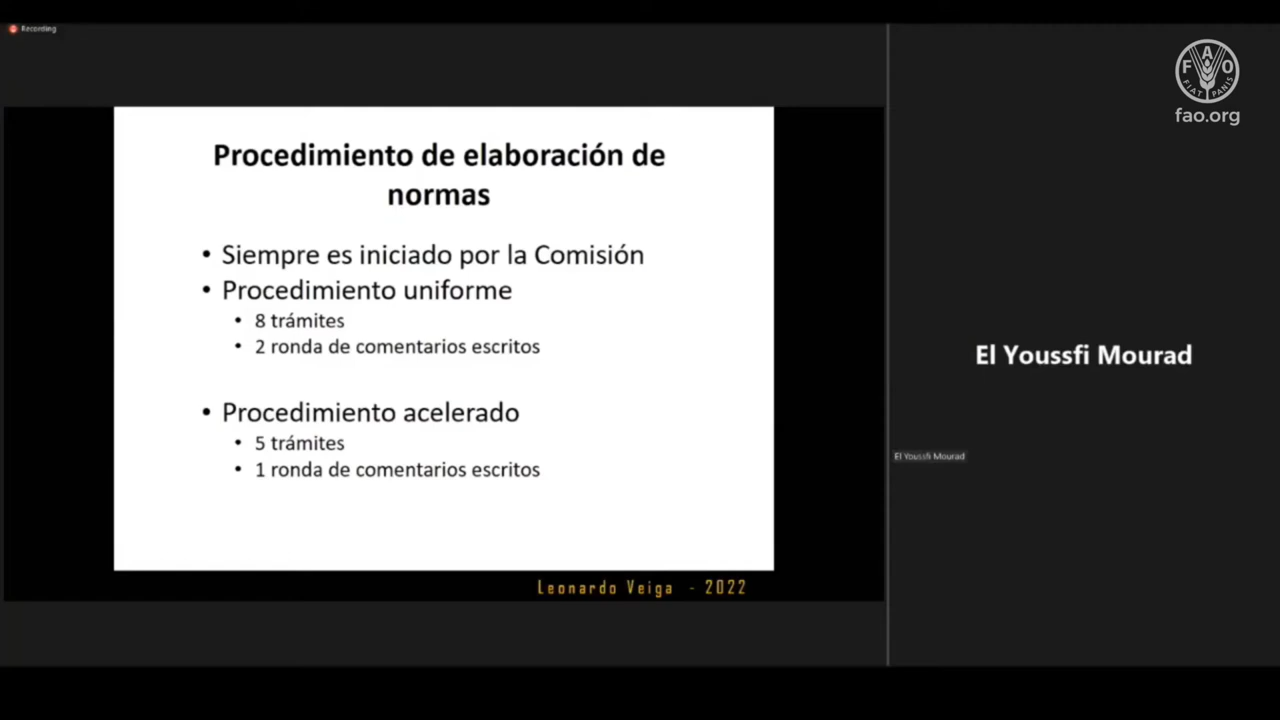 Recording
FAO
FIAT PANIS
fao.org
Procedimiento de elaboración de
normas
• Siempre es iniciado por la Comisión
• Procedimiento uniforme
• 8 trámites
• 2 ronda de comentarios escritos
• Procedimiento acelerado
• 5 trámites
• 1 ronda de comentarios escritos
Leonardo Veiga - 2022
El Youssfi Mourad
El Youssfi Mourad